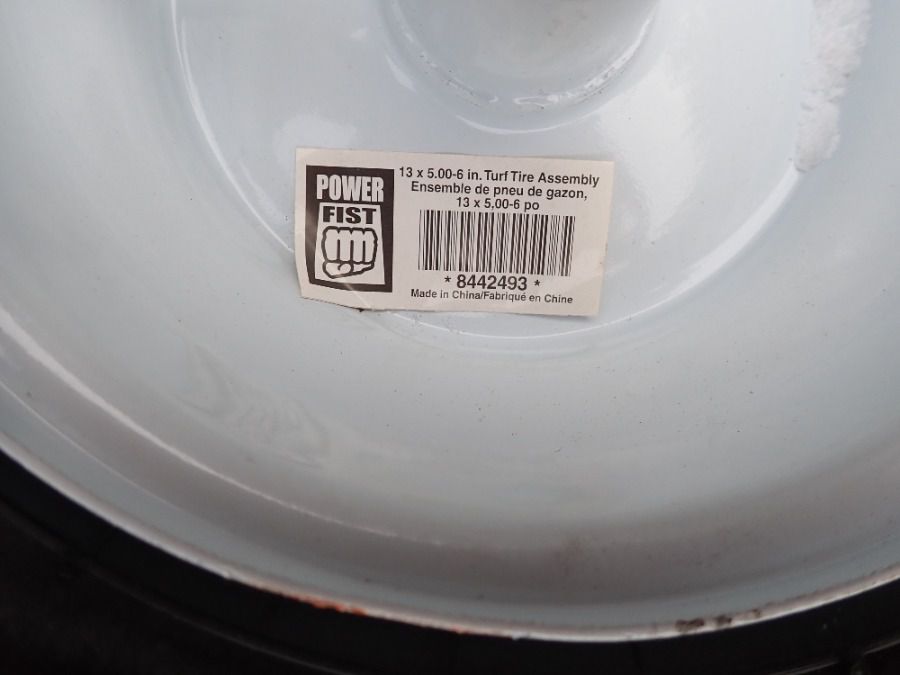 POWER
FIST
13 x 5.00-6 in. Turf Tire Assembly
Ensemble de pneu de gazon,
13 x 5,00-6 po
* 8442493 *
Made in China/Fabriqué en Chine